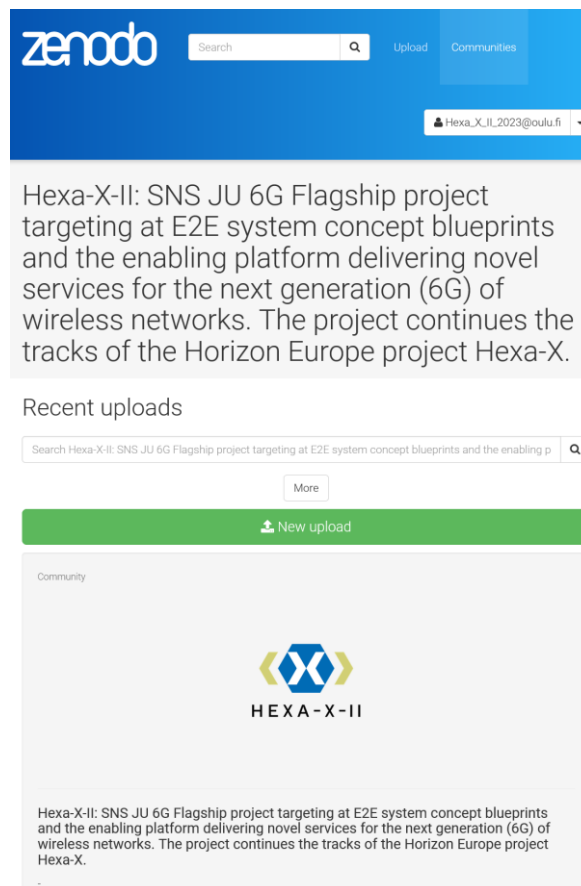 zenodo
Search
Upload
Communities
Hexa_X_II_2023@oulu.fi
Hexa-X-II: SNS JU 6G Flagship project
targeting at E2E system concept blueprints
and the enabling platform delivering novel
services for the next generation (6G) of
wireless networks. The project continues the
tracks of the Horizon Europe project Hexa-X.
Recent uploads
Search Hexa-X-II: SNS JU 6G Flagship project targeting at E2E system concept blueprints and the enabling p
More
New upload
Community
HEXA-X-II
Hexa-X-II: SNS JU 6G Flagship project targeting at E2E system concept blueprints
and the enabling platform delivering novel services for the next generation (6G) of
wireless networks. The project continues the tracks of the Horizon Europe project
Hexa-X.
-